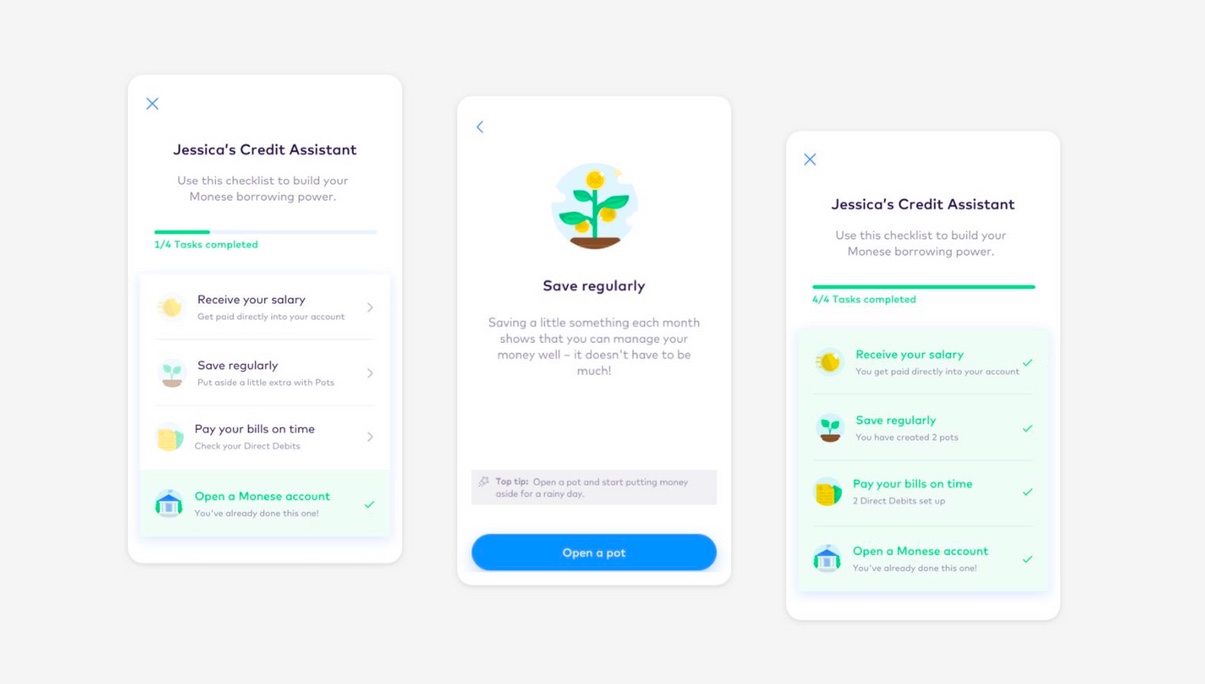 Jessica’s Credit Assistant
Use this checklist to build your
Monese borrowing power.
1/4 Tasks completed
Receive your salary
Get paid directly into your account
Save regularly
Put aside a little extra with Pots
Pay your bills on time
Check your Direct Debits
Open a Monese account
You've already done this one!
Save regularly
Saving a little something each month
shows that you can manage your
money well – it doesn't have to be
much!
Top tip: Open a pot and start putting money
aside for a rainy day.
Open a pot
Jessica’s Credit Assistant
Use this checklist to build your
Monese borrowing power.
4/4 Tasks completed
Receive your salary
You get paid directly into your account
Save regularly
You have created 2 pots
Pay your bills on time
2 Direct Debits set up
Open a Monese account
You've already done this one!